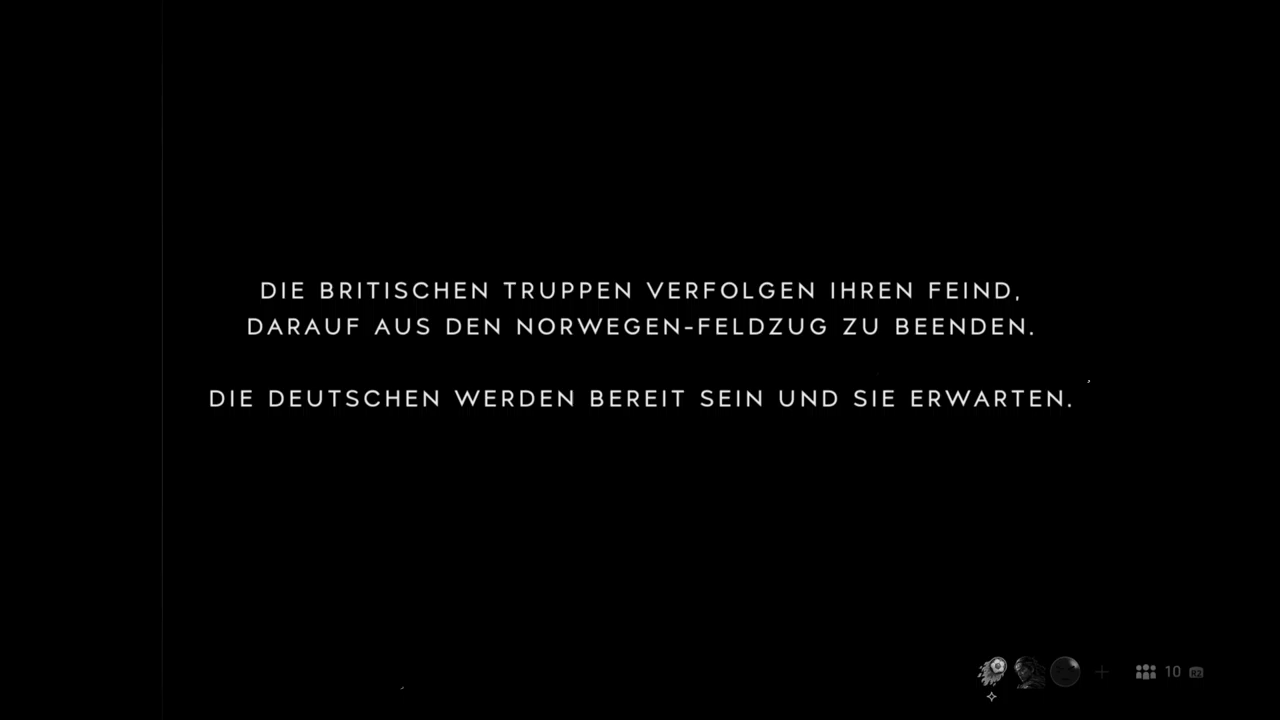 DIE BRITISCHEN TRUPPEN VERFOLGEN IHREN FEIND,
DARAUF AUS DEN NORWEGEN-FELDZUG ZU BEENDEN.
DIE DEUTSCHEN WERDEN BEREIT SEIN UND SIE ERWARTEN.
10 R2